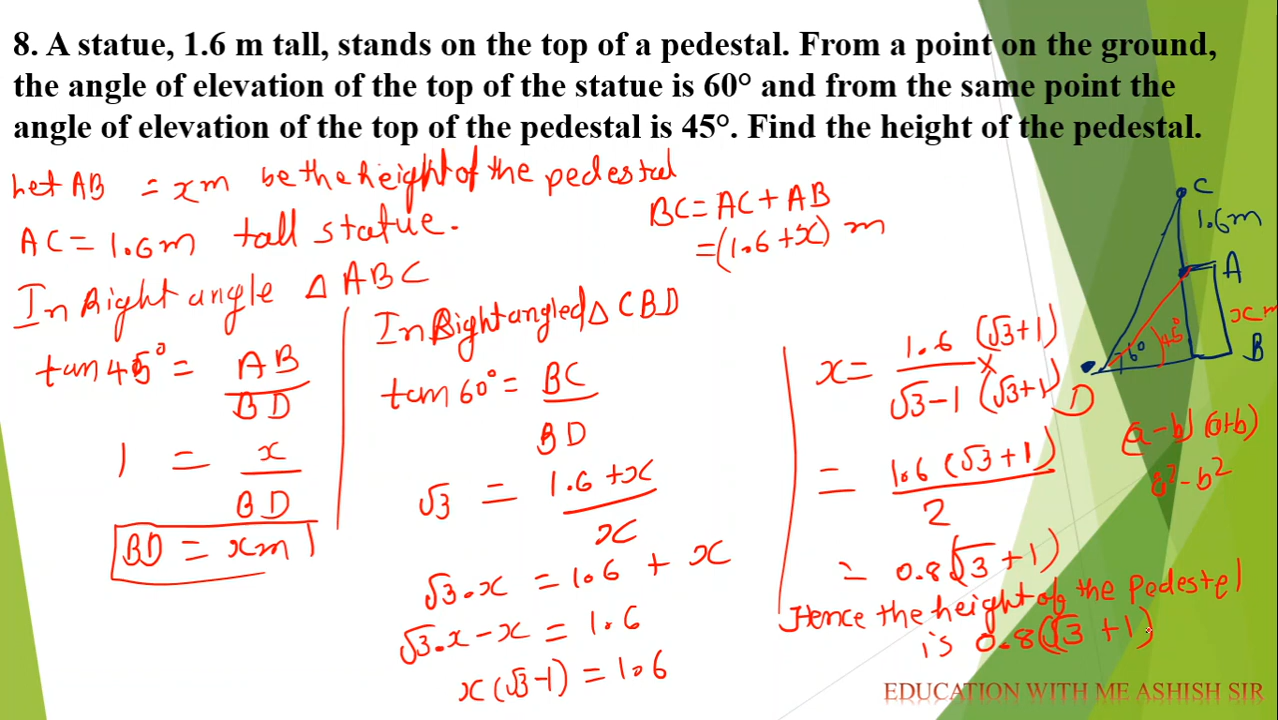 8. A statue, 1.6 m tall, stands on the top of a pedestal. From a point on the ground,
the angle of elevation of the top of the statue is 60° and from the same point the
angle of elevation of the top of the pedestal is 45°. Find the height of the pedestal.
Let AB = x m be the height of the pedestal
AC = 1.6 m tall statue.
In Right angle △ ABC
tan 45° = AB/BD
1 = x/BD
BD = x m
BC = AC + AB
= (1.6 + x) m
In Right angled △ CBD
tan 60° = BC/BD
√3 = 1.6 + x/x
√3·x = 1.6 + x
√3·x - x = 1.6
x(√3-1) = 1.6
x = 1.6/√3-1 × (√3+1)/(√3+1)
= 1.6 (√3+1)/2
= 0.8(√3+1)
Hence the height of the Pedestel
is 0.8(√3+1)
C
1.6 m
A
x m
B
45°
60°
D
(a-b) (a+b)
a²-b²
EDUCATION WITH ME ASHISH SIR